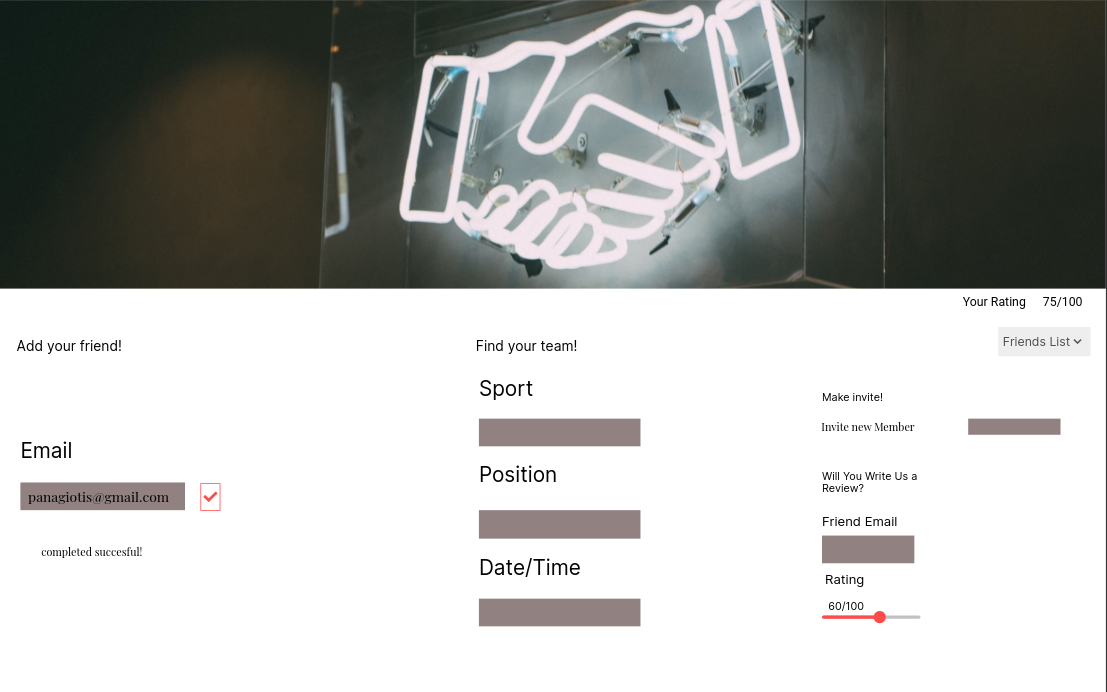 Your Rating 75/100
Friends List
Add your friend!
Email
panagiotis@gmail.com
completed succesful!
Find your team!
Sport
Position
Date/Time
Make invite!
Invite new Member
Will You Write Us a
Review?
Friend Email
Rating
60/100